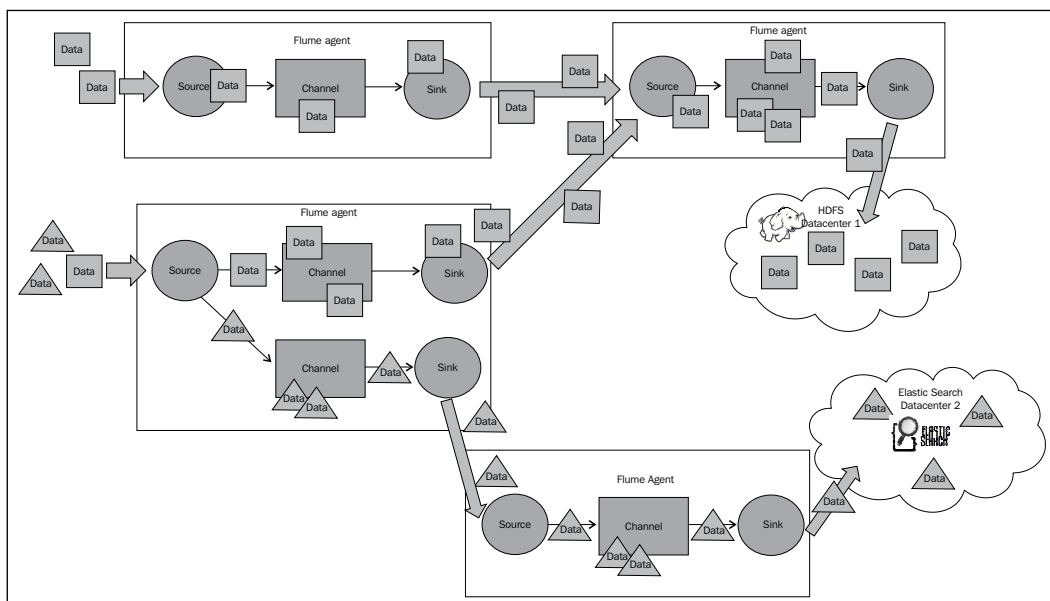 Data
Data
Flume agent
Source
Data
Channel
Data
Data
Sink
Data
Data
Flume agent
Source
Data
Data
Channel
Data
Data
Data
Sink
Data
HDFS
Datacenter 1
Data
Data
Data
Data
Data
Data
Data
Flume agent
Source
Data
Data
Channel
Data
Data
Sink
Data
Data
Data
Data
Channel
Data
Data
Data
Sink
Data
Data
Flume Agent
Source
Data
Channel
Data
Data
Data
Sink
Data
Elastic Search
Datacenter 2
Data
Data
ELASTIC
SEARCH
Data